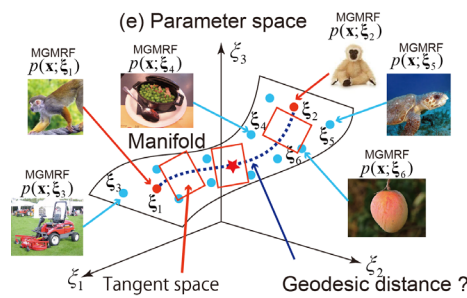 (e) Parameter space
MGMRF
p(x;ξ1)
MGMRF
p(x;ξ4)
ξ3
MGMRF
p(x;ξ2)
MGMRF
p(x;ξ5)
Manifold
ξ4
ξ2
ξ5
ξ6
MGMRF
p(x;ξ3)
ξ3
ξ1
MGMRF
p(x;ξ6)
ξ1
Tangent space
ξ2
Geodesic distance ?